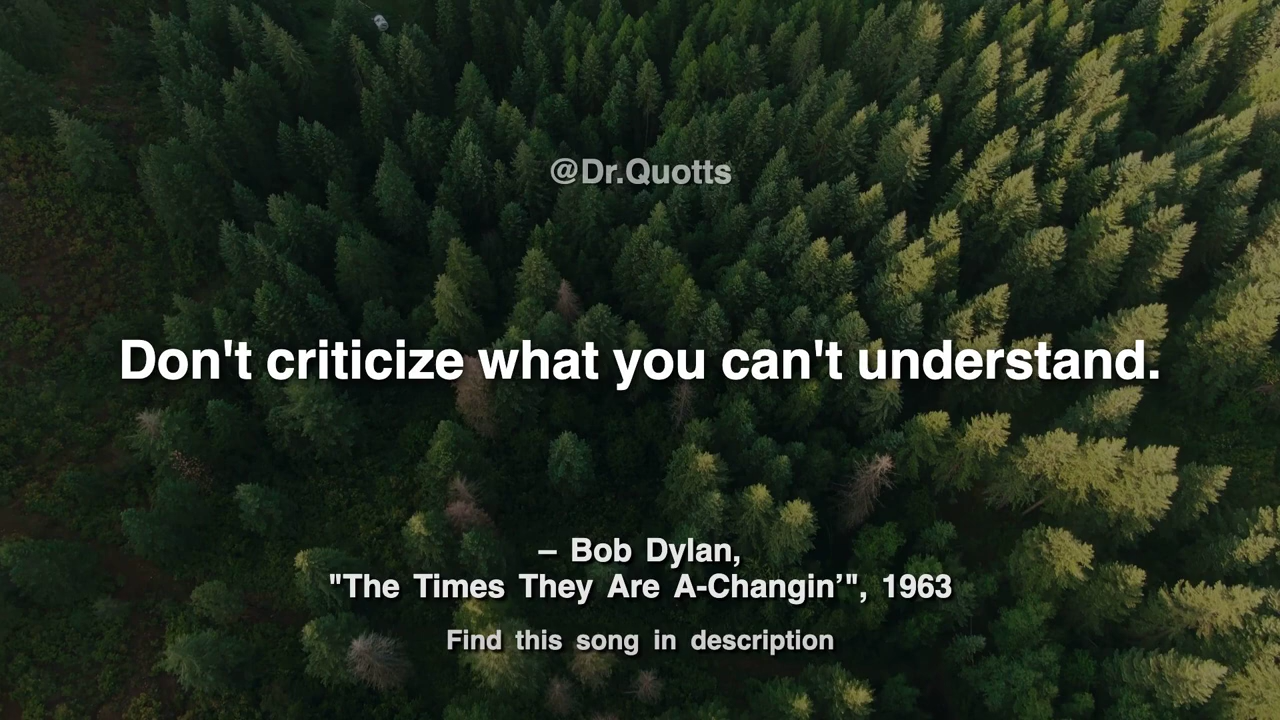 @Dr.Quotts
Don't criticize what you can't understand.
– Bob Dylan,
"The Times They Are A-Changin’", 1963
Find this song in description